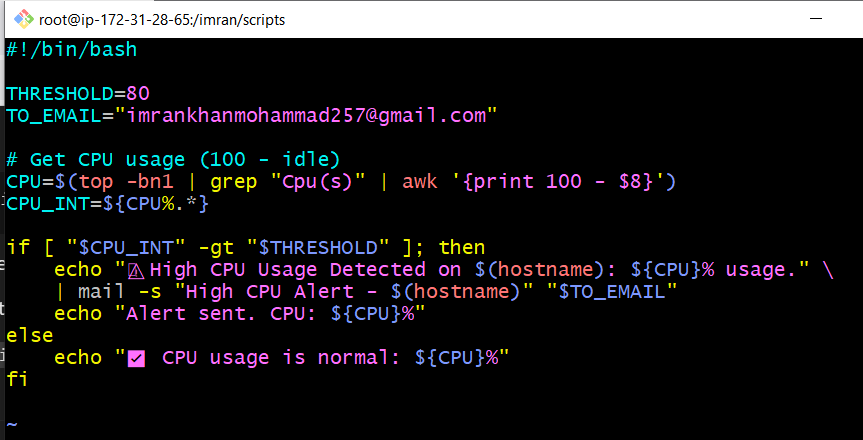 root@ip-172-31-28-65:/imran/scripts
#!/bin/bash
THRESHOLD=80
TO_EMAIL="imrankhanmohammad257@gmail.com"
# Get CPU usage (100 - idle)
CPU=$(top -bn1 | grep "Cpu(s)" | awk '{print 100 - $8}')
CPU_INT=${CPU%.*}
if [ "$CPU_INT" -gt "$THRESHOLD" ]; then
    echo "⚠️High CPU Usage Detected on $(hostname): ${CPU}% usage." \
    | mail -s "High CPU Alert - $(hostname)" "$TO_EMAIL"
    echo "Alert sent. CPU: ${CPU}%"
else
    echo "✅ CPU usage is normal: ${CPU}%"
fi
~